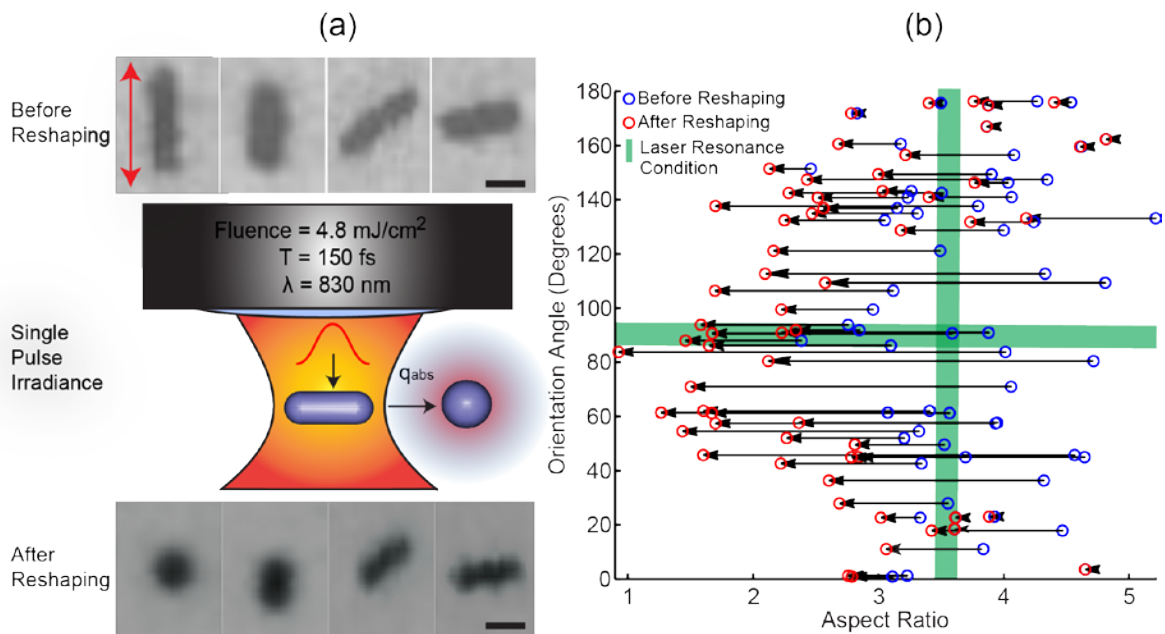 (a)
Before
Reshaping
Fluence = 4.8 mJ/cm²
T = 150 fs
λ = 830 nm
Single
Pulse
Irradiance
qabs
After
Reshaping
(b)
Orientation Angle (Degrees)
180
160
140
120
100
80
60
40
20
0
Before Reshaping
After Reshaping
Laser Resonance
Condition
1
2
3
4
5
Aspect Ratio